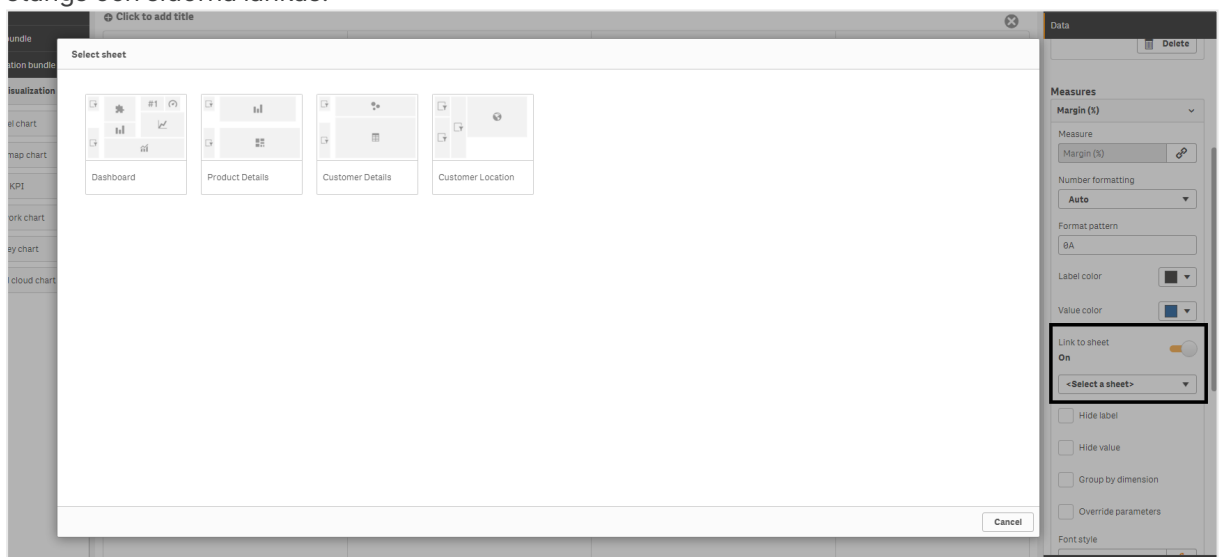 Click to add title
Data
bundle
ation bundle
isualization
el chart
map chart
KPI
ork chart
ey chart
cloud chart
Select sheet
#1
Dashboard
Product Details
Customer Details
Customer Location
Cancel
Delete
Measures
Margin (%)
Measure
Margin (%)
Number formatting
Auto
Format pattern
0A
Label color
Value color
Link to sheet
On
<Select a sheet>
Hide label
Hide value
Group by dimension
Override parameters
Font style